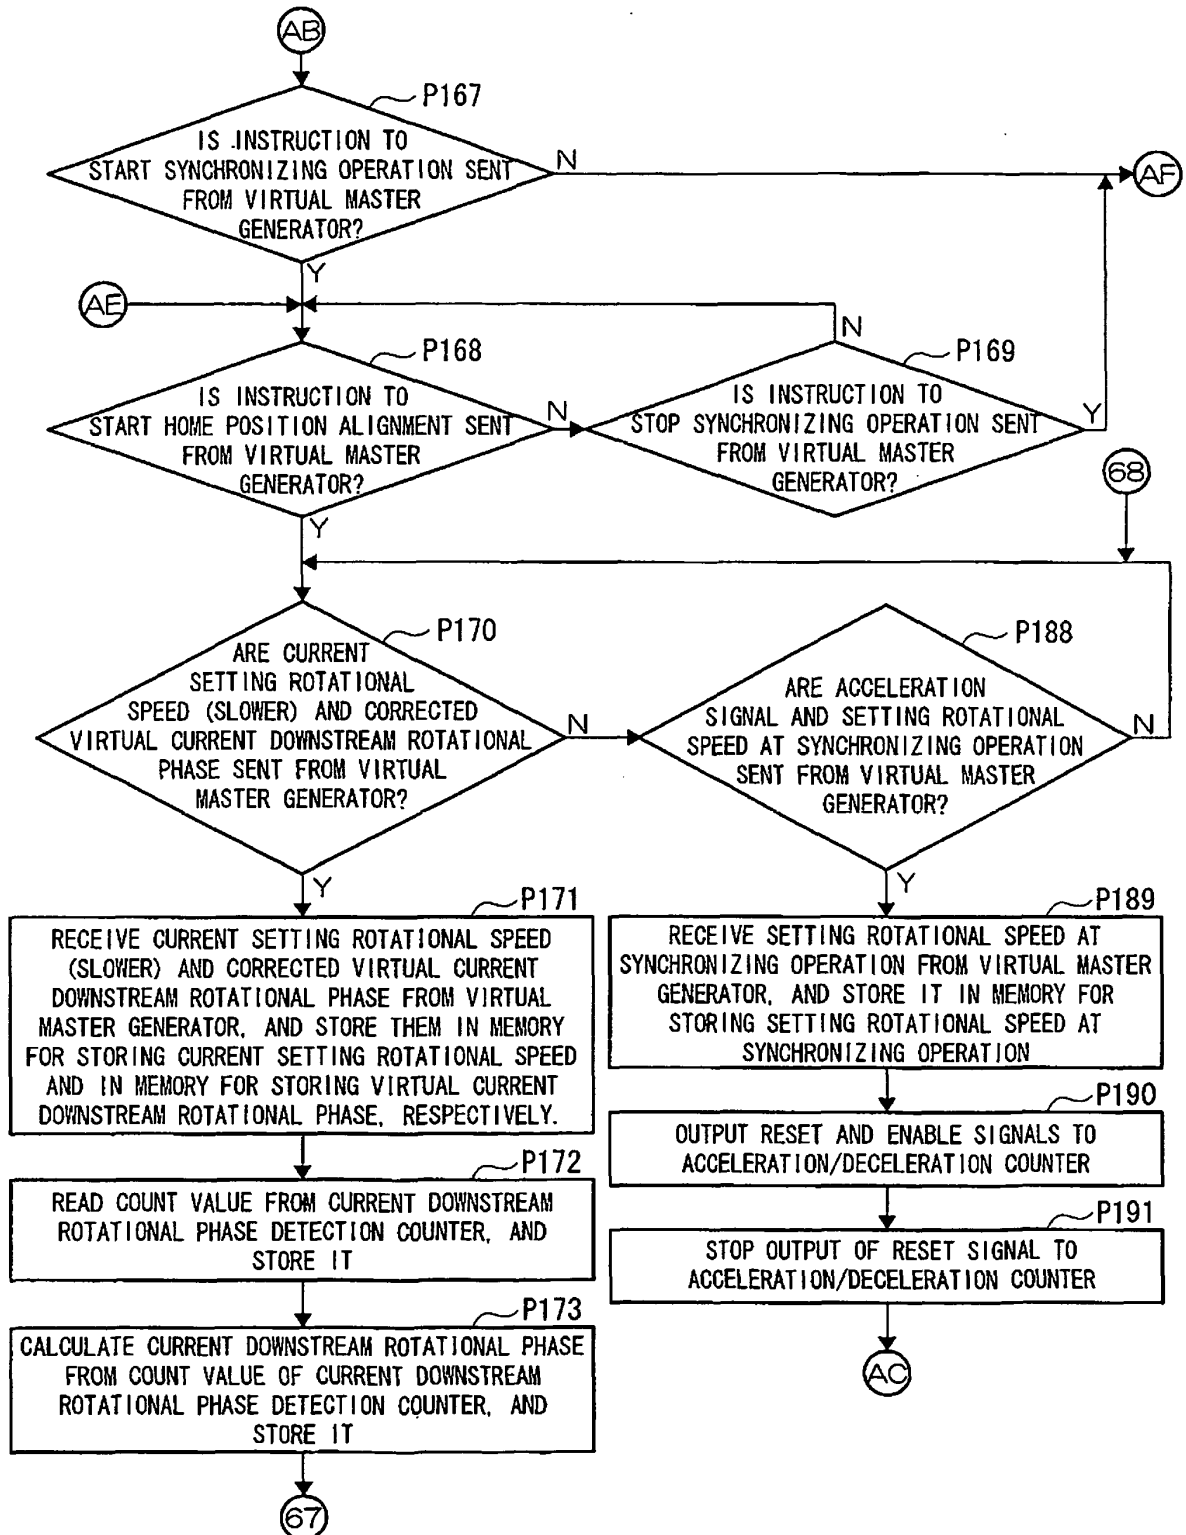 AB
P167
IS INSTRUCTION TO
START SYNCHRONIZING OPERATION SENT
FROM VIRTUAL MASTER
GENERATOR?
N
AF
Y
AE
N
P168
IS INSTRUCTION TO
START HOME POSITION ALIGNMENT SENT
FROM VIRTUAL MASTER
GENERATOR?
N
P169
IS INSTRUCTION TO
STOP SYNCHRONIZING OPERATION SENT
FROM VIRTUAL MASTER
GENERATOR?
Y
68
Y
P170
ARE CURRENT
SETTING ROTATIONAL
SPEED (SLOWER) AND CORRECTED
VIRTUAL CURRENT DOWNSTREAM ROTATIONAL
PHASE SENT FROM VIRTUAL
MASTER GENERATOR?
N
P188
ARE ACCELERATION
SIGNAL AND SETTING ROTATIONAL
SPEED AT SYNCHRONIZING OPERATION
SENT FROM VIRTUAL MASTER
GENERATOR?
N
Y
P171
RECEIVE CURRENT SETTING ROTATIONAL SPEED
(SLOWER) AND CORRECTED VIRTUAL CURRENT
DOWNSTREAM ROTATIONAL PHASE FROM VIRTUAL
MASTER GENERATOR, AND STORE THEM IN MEMORY
FOR STORING CURRENT SETTING ROTATIONAL SPEED
AND IN MEMORY FOR STORING VIRTUAL CURRENT
DOWNSTREAM ROTATIONAL PHASE, RESPECTIVELY.
P172
READ COUNT VALUE FROM CURRENT DOWNSTREAM
ROTATIONAL PHASE DETECTION COUNTER, AND
STORE IT
P173
CALCULATE CURRENT DOWNSTREAM ROTATIONAL PHASE
FROM COUNT VALUE OF CURRENT DOWNSTREAM
ROTATIONAL PHASE DETECTION COUNTER, AND
STORE IT
67
Y
P189
RECEIVE SETTING ROTATIONAL SPEED AT
SYNCHRONIZING OPERATION FROM VIRTUAL MASTER
GENERATOR, AND STORE IT IN MEMORY FOR
STORING SETTING ROTATIONAL SPEED AT
SYNCHRONIZING OPERATION
P190
OUTPUT RESET AND ENABLE SIGNALS TO
ACCELERATION/DECELERATION COUNTER
P191
STOP OUTPUT OF RESET SIGNAL TO
ACCELERATION/DECELERATION COUNTER
AC